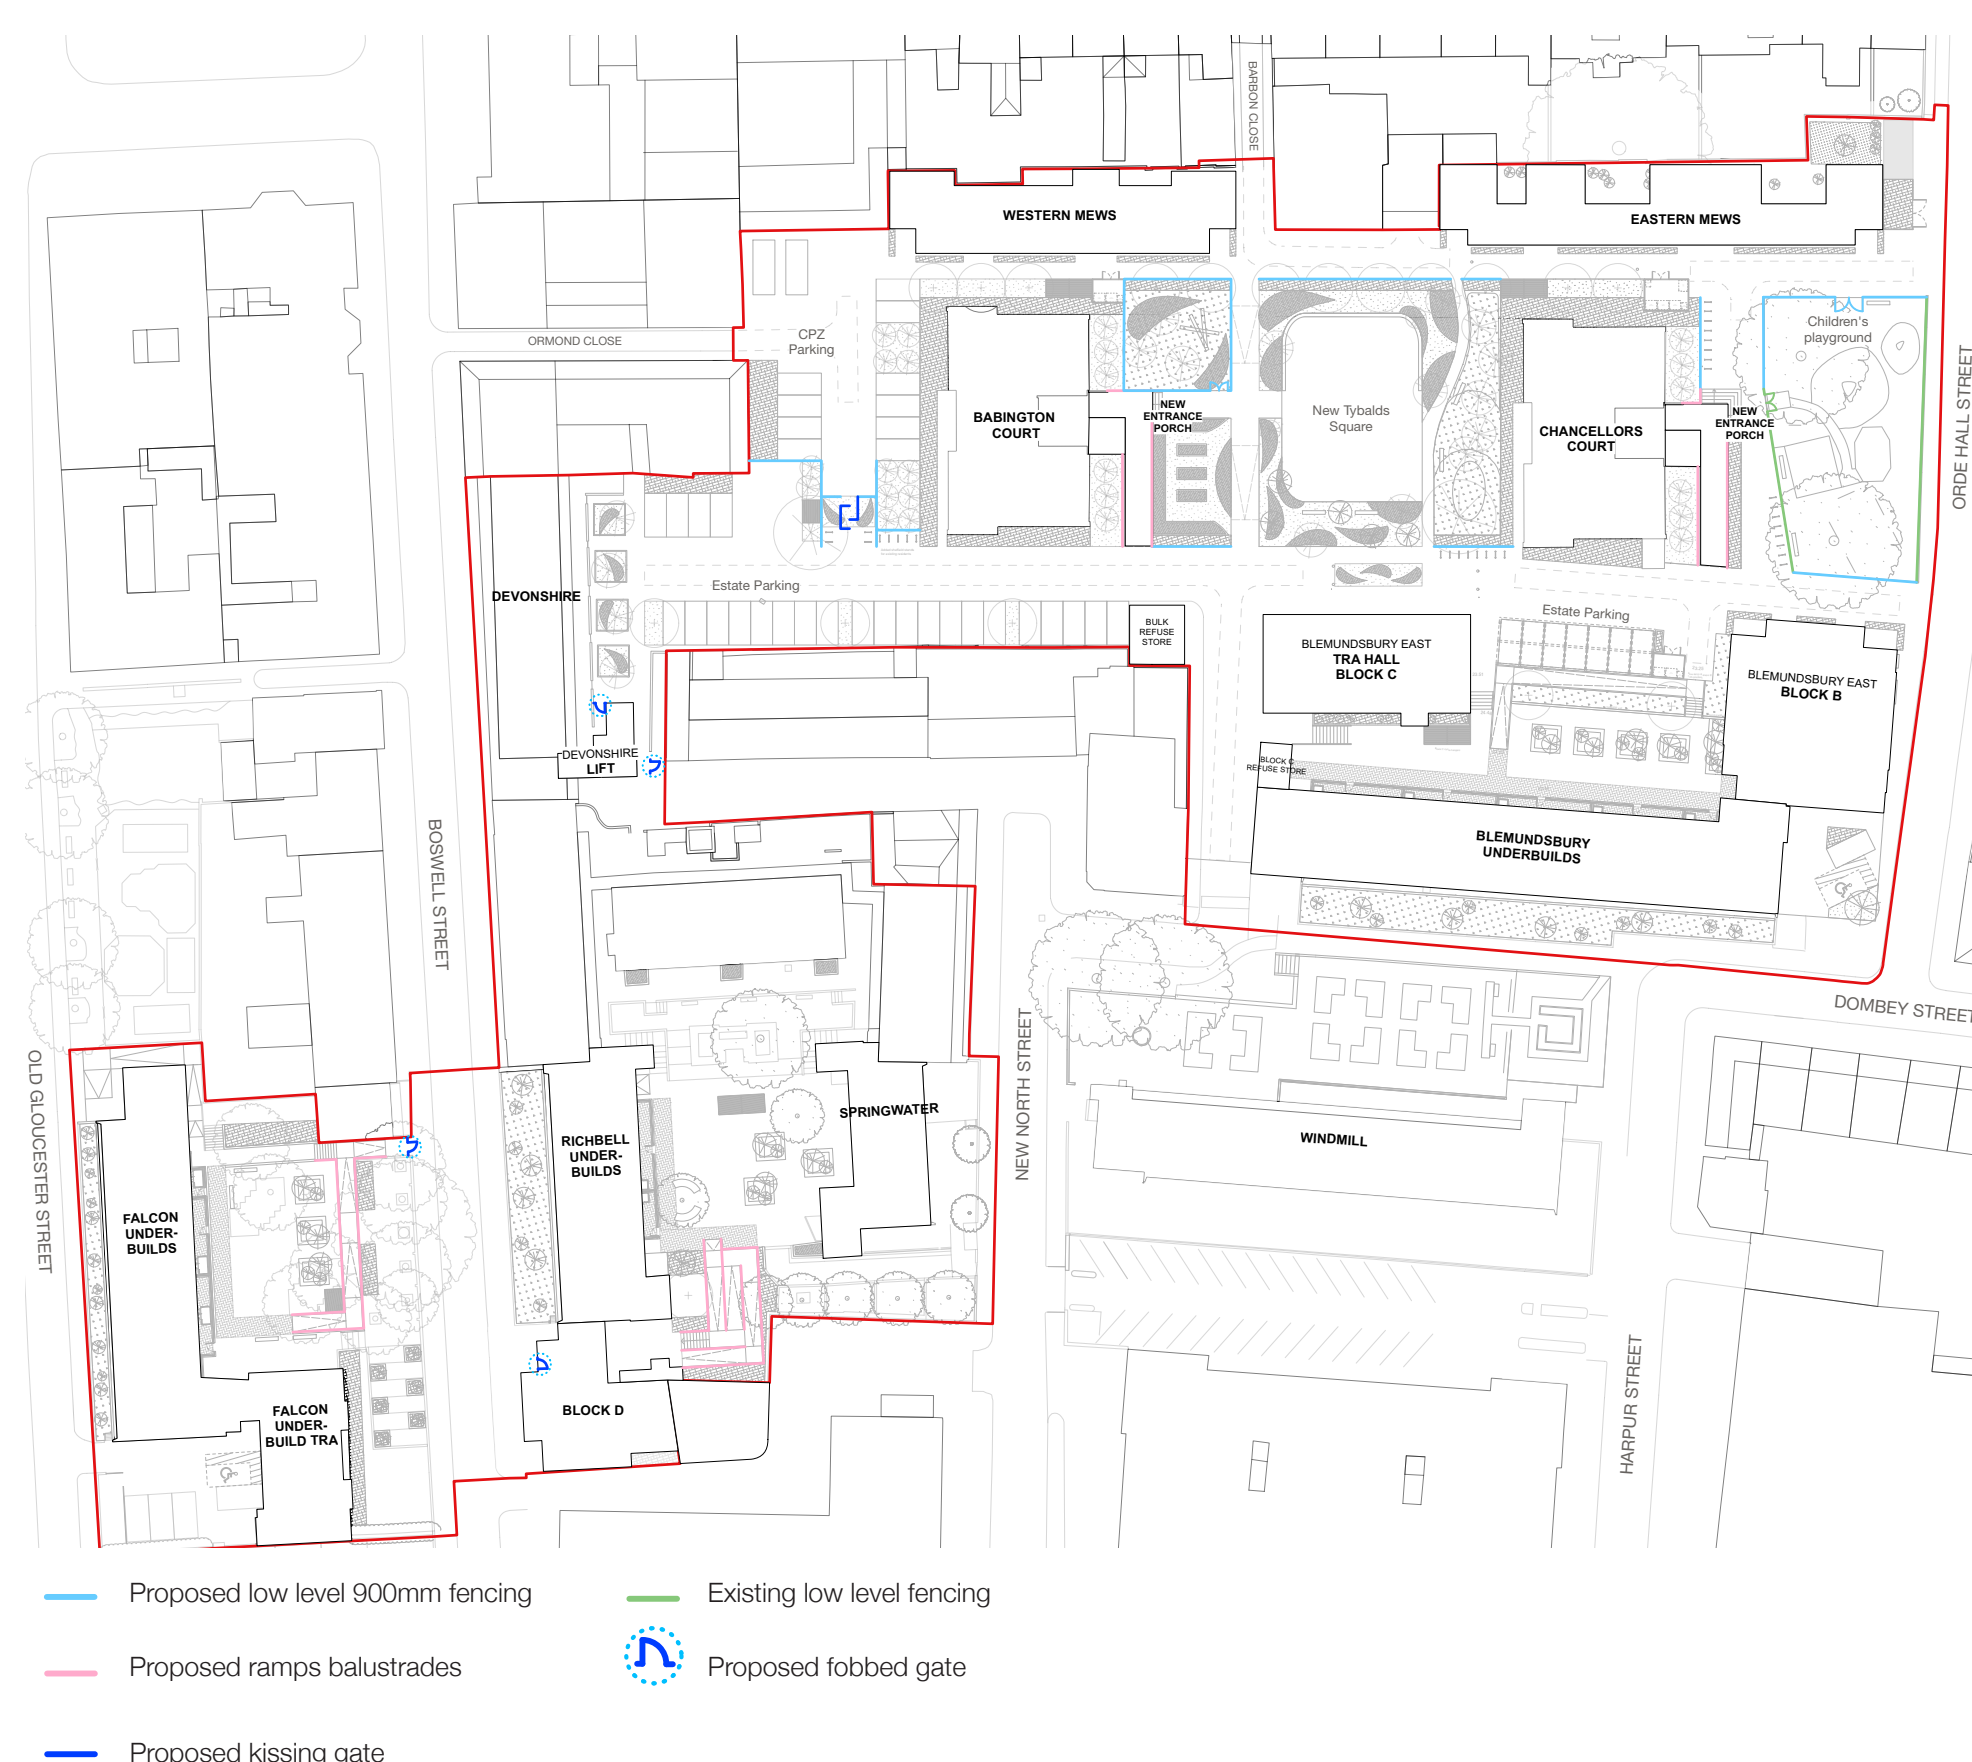 BARBON CLOSE
WESTERN MEWS
EASTERN MEWS
ORMOND CLOSE
CPZ
Parking
Children's
playground
ORDE HALL STREET
BABINGTON
COURT
NEW
ENTRANCE
PORCH
New Tybalds
Square
CHANCELLORS
COURT
NEW
ENTRANCE
PORCH
DEVONSHIRE
Estate Parking
Estate Parking
BULK
REFUSE
STORE
BLEMUNDSBURY EAST
TRA HALL
BLOCK C
BLEMUNDSBURY EAST
BLOCK B
DEVONSHIRE
LIFT
BLOCK C
REFUSE STORE
BLEMUNDSBURY
UNDERBUILDS
BOSWELL STREET
DOMBEY STREET
OLD GLOUCESTER STREET
NEW NORTH STREET
SPRINGWATER
RICHBELL
UNDER-
BUILDS
WINDMILL
FALCON
UNDER-
BUILDS
HARPUR STREET
BLOCK D
FALCON
UNDER-
BUILD TRA
Proposed low level 900mm fencing
Existing low level fencing
Proposed ramps balustrades
Proposed fobbed gate
Proposed kissing gate